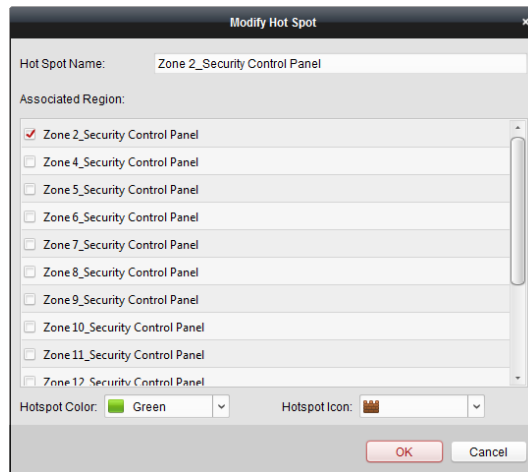 Modify Hot Spot
Hot Spot Name: Zone 2_Security Control Panel
Associated Region:
Zone 2_Security Control Panel
Zone 4_Security Control Panel
Zone 5_Security Control Panel
Zone 6_Security Control Panel
Zone 7_Security Control Panel
Zone 8_Security Control Panel
Zone 9_Security Control Panel
Zone 10_Security Control Panel
Zone 11_Security Control Panel
Zone 12_Security Control Panel
Hotspot Color: Green Hotspot Icon:
OK Cancel